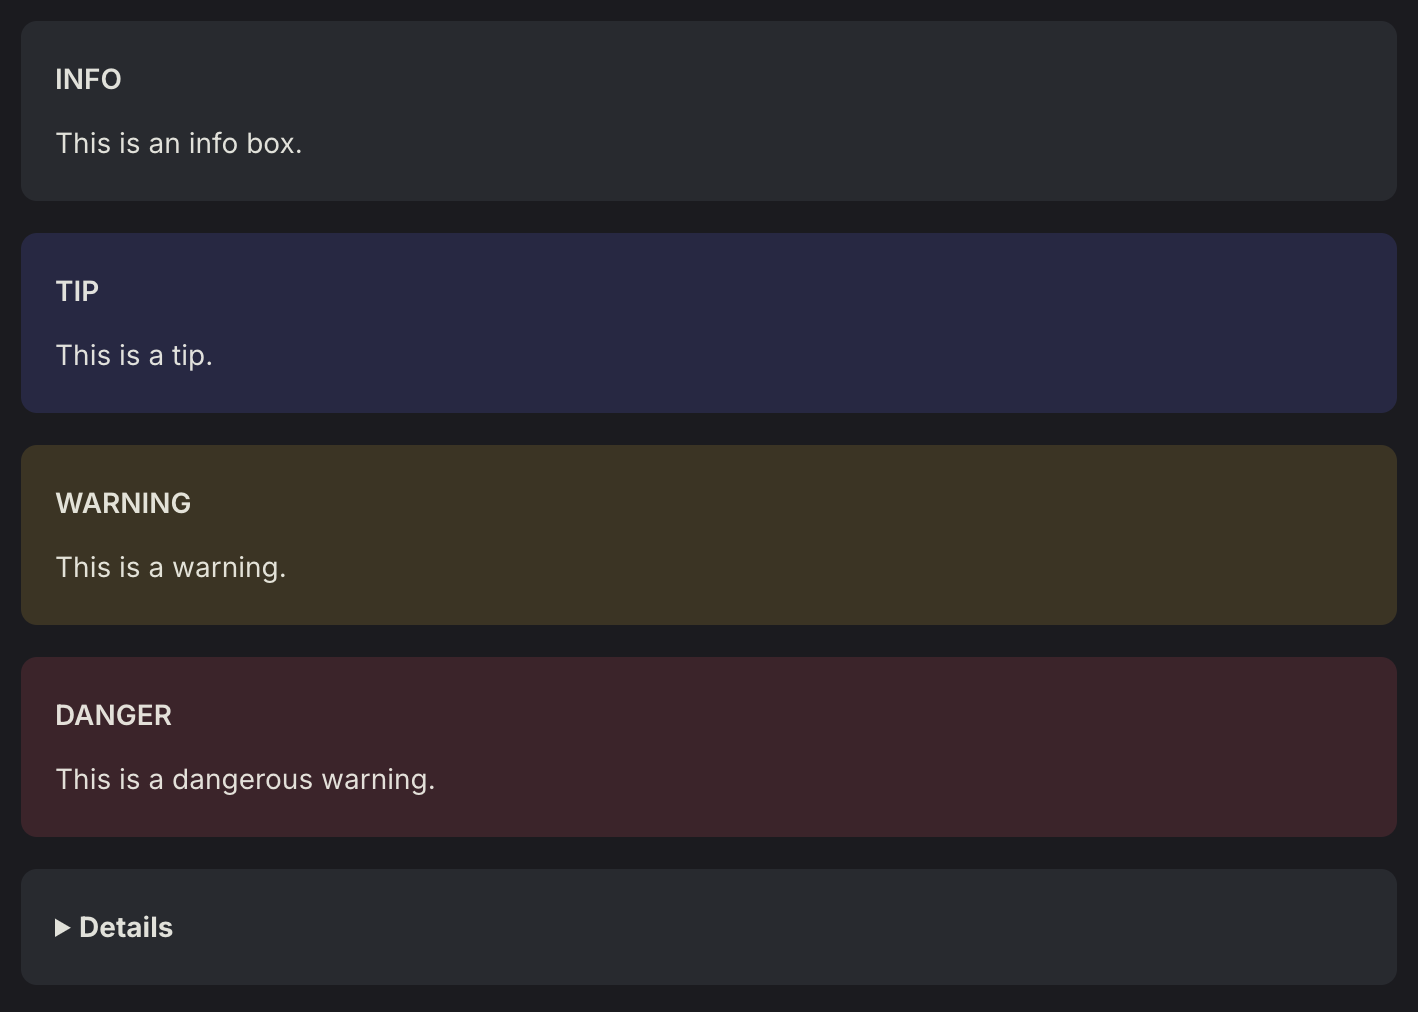 INFO
This is an info box.
TIP
This is a tip.
WARNING
This is a warning.
DANGER
This is a dangerous warning.
Details